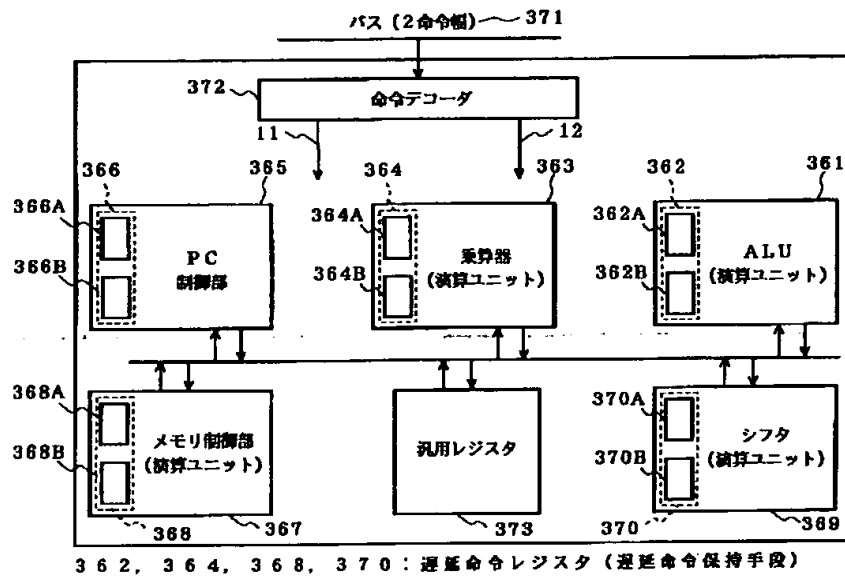 バス(2命令幅) 371
372
命令デコーダ
11 12
366 365 364 363 362 361
366A 364A 362A
PC 乗算器 ALU
366B 制御部 364B (演算ユニット) 362B (演算ユニット)
368A 370A
メモリ制御部 汎用レジスタ シフタ
368B (演算ユニット) 370B (演算ユニット)
368 367 373 370 369
362, 364, 368, 370:遅延命令レジスタ(遅延命令保持手段)